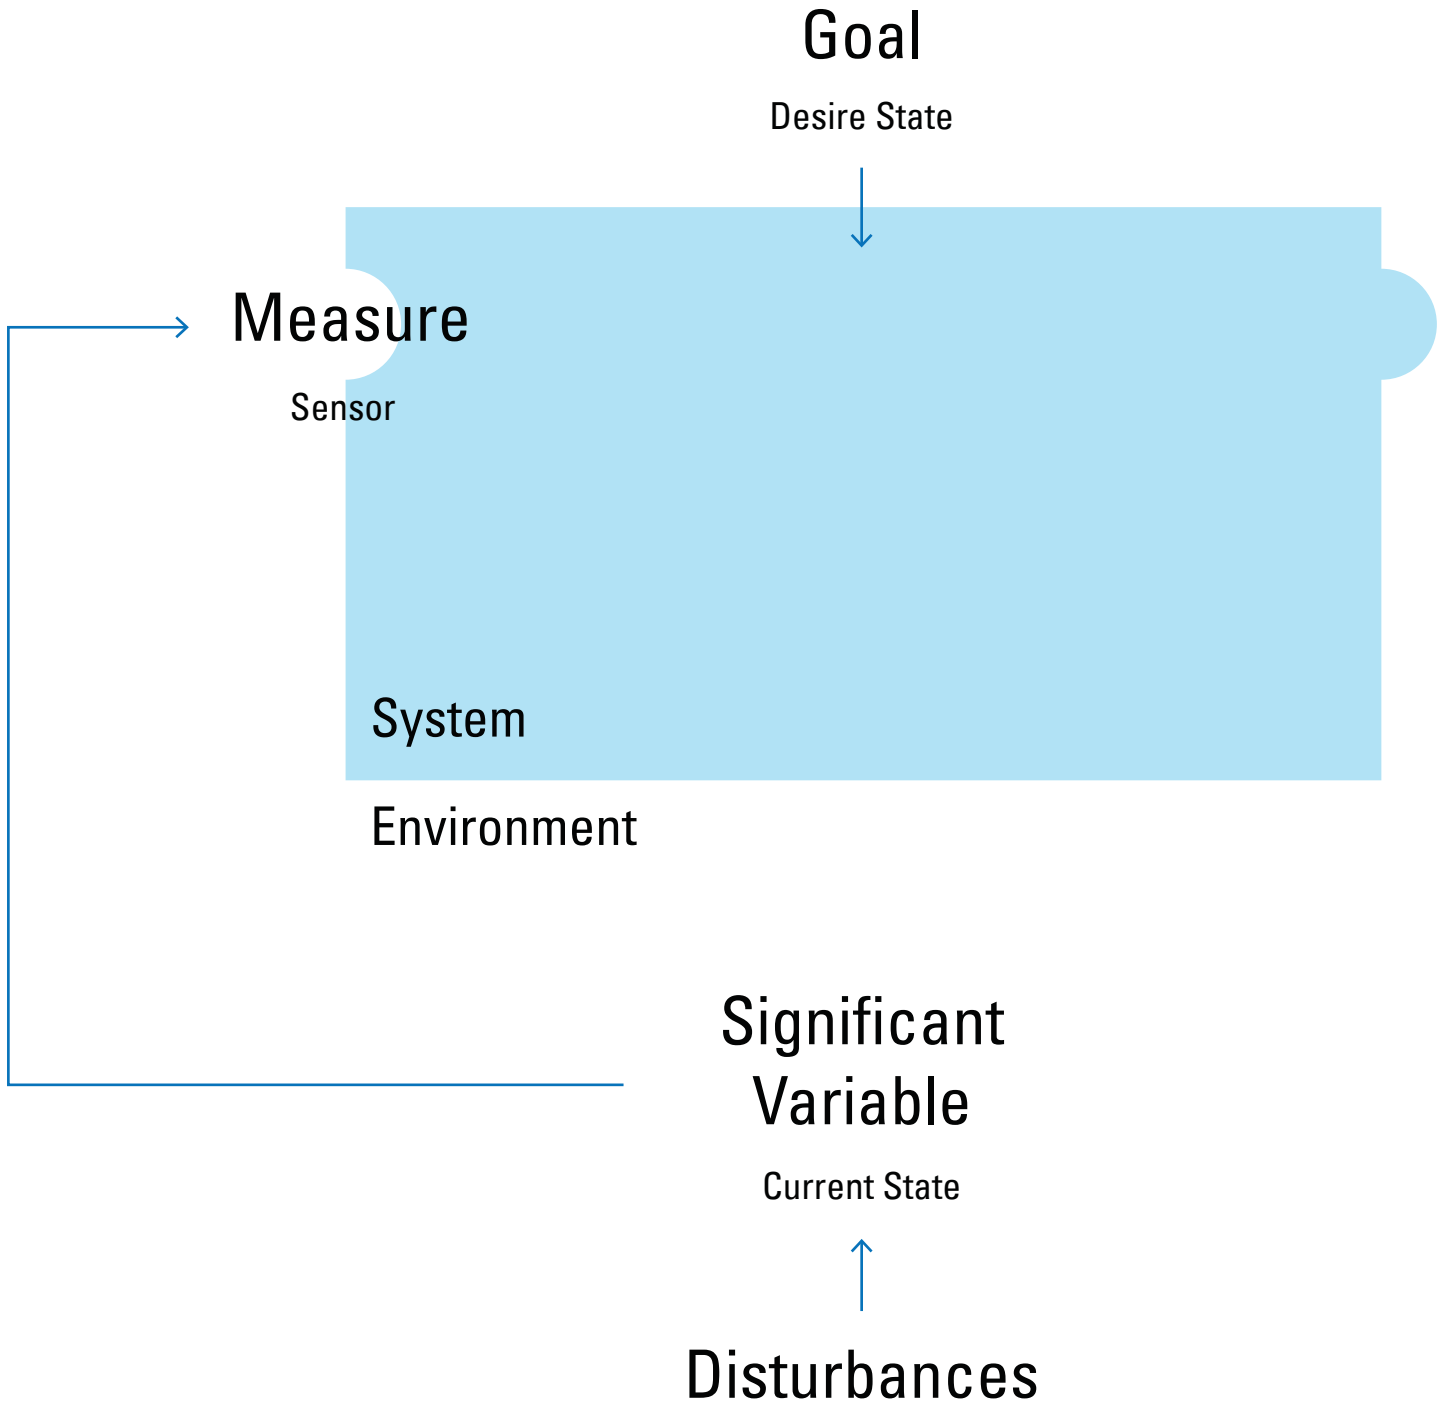 Goal
Desire State
Measure
Sensor
System
Environment
Significant
Variable
Current State
Disturbances